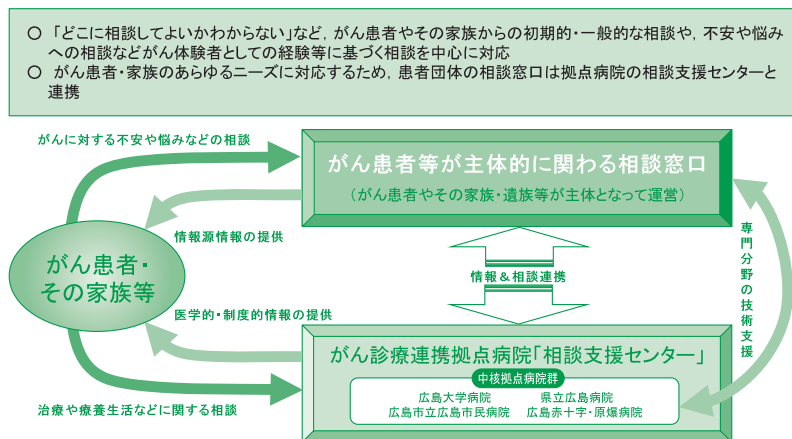 ○ 「どこに相談してよいかわからない」など，がん患者やその家族からの初期的・一般的な相談や，不安や悩み
への相談などがん体験者としての経験等に基づく相談を中心に対応
○ がん患者・家族のあらゆるニーズに対応するため，患者団体の相談窓口は拠点病院の相談支援センターと
連携
がんに対する不安や悩みなどの相談
がん患者等が主体的に関わる相談窓口
（がん患者やその家族・遺族等が主体となって運営）
情報源情報の提供
がん患者・
その家族等
情報＆相談連携
専門分野の技術支援
医学的・制度的情報の提供
がん診療連携拠点病院「相談支援センター」
中核拠点病院群
広島大学病院 県立広島病院
広島市立広島市民病院 広島赤十字・原爆病院
治療や療養生活などに関する相談